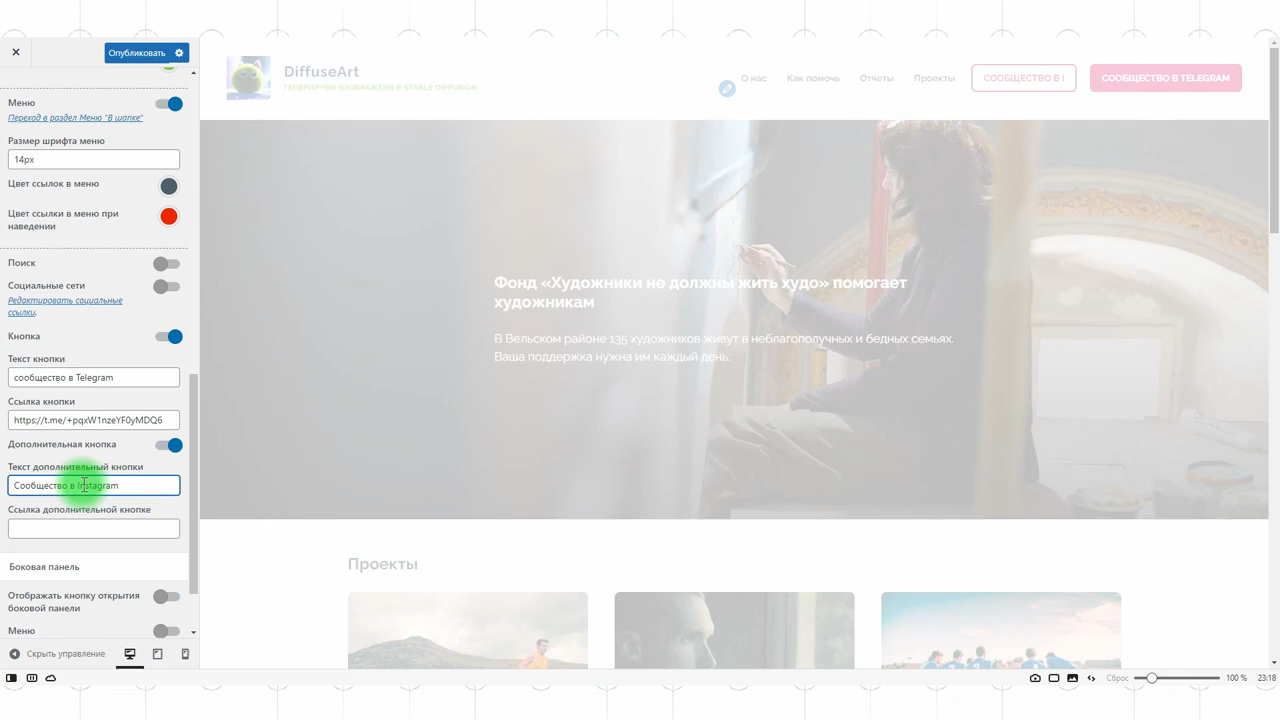 Опубликовать
Меню
Переход в раздел Меню "В шапке"
Размер шрифта меню
14px
Цвет ссылок в меню
Цвет ссылки в меню при
наведении
Поиск
Социальные сети
Редактировать социальные
ссылки.
Кнопка
Текст кнопки
сообщество в Telegram
Ссылка кнопки
https://t.me/+pqxW1nzeYF0yMDQ6
Дополнительная кнопка
Текст дополнительный кнопки
Сообщество в Instagram
Ссылка дополнительной кнопке
Боковая панель
Отображать кнопку открытия
боковой панели
Меню
Скрыть управление
DiffuseArt
ГЕНЕРИРУЕМ ИЗОБРАЖЕНИЯ В STABLE DIFFUSION
О нас Как помочь Отчеты Проекты СООБЩЕСТВО В I СООБЩЕСТВО В TELEGRAM
Фонд «Художники не должны жить худо» помогает
художникам
В Вельском районе 135 художников живут в неблагополучных и бедных семьях.
Ваша поддержка нужна им каждый день.
Проекты
Сброс 100 % 23:18